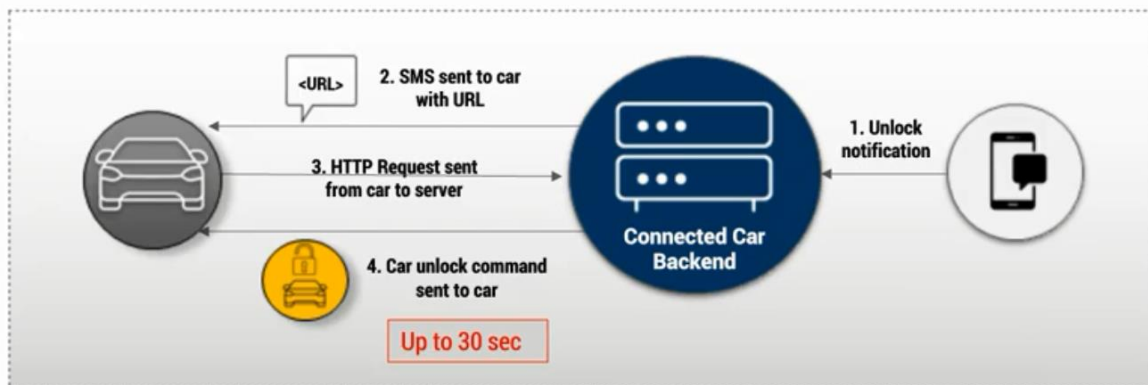 <URL>
2. SMS sent to car
with URL
1. Unlock
notification
3. HTTP Request sent
from car to server
Connected Car
Backend
4. Car unlock command
sent to car
Up to 30 sec